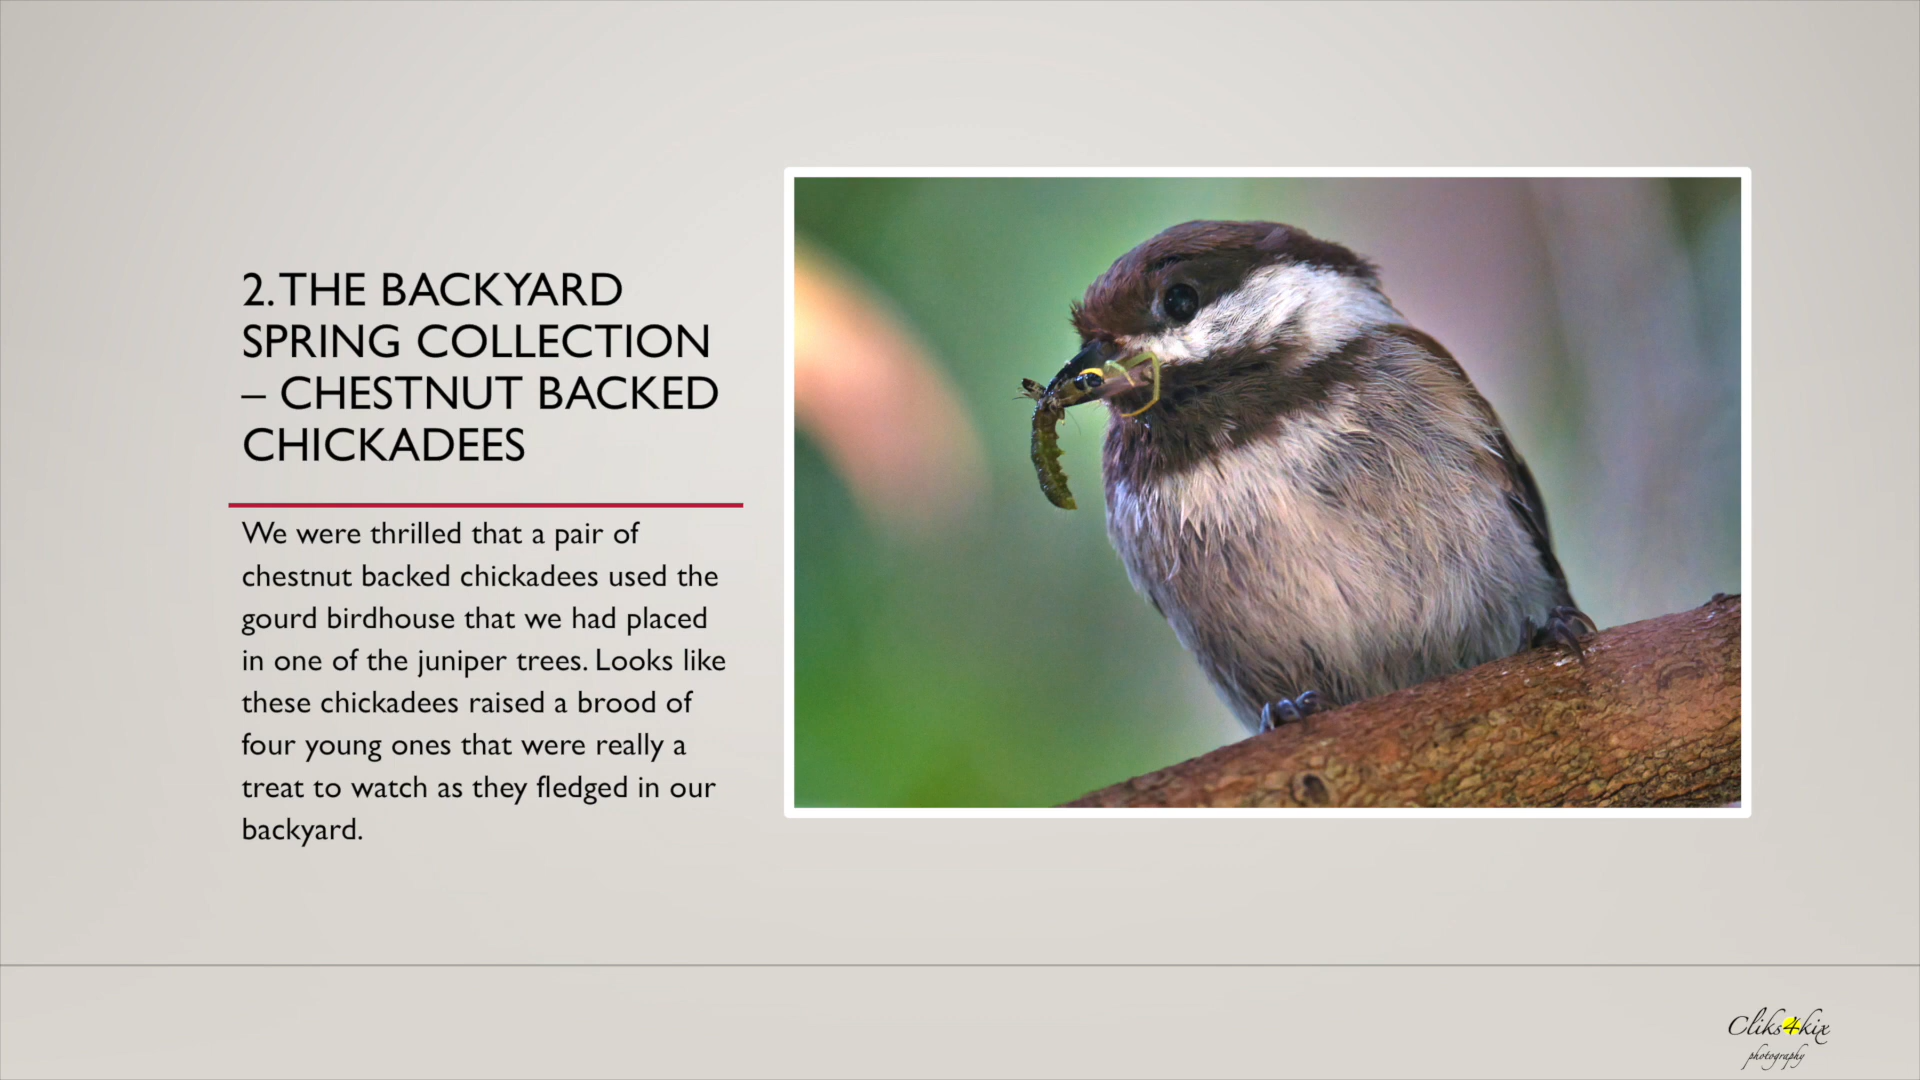 2. THE BACKYARD
SPRING COLLECTION
– CHESTNUT BACKED
CHICKADEES
We were thrilled that a pair of
chestnut backed chickadees used the
gourd birdhouse that we had placed
in one of the juniper trees. Looks like
these chickadees raised a brood of
four young ones that were really a
treat to watch as they fledged in our
backyard.
Cliks4kix
photography